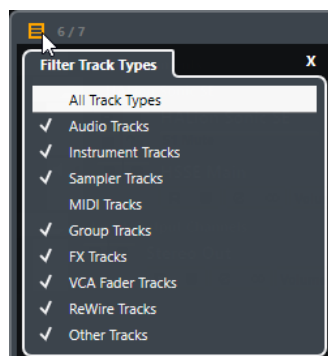 6 / 7
Filter Track Types X
All Track Types
Audio Tracks
Instrument Tracks
Sampler Tracks
MIDI Tracks
Group Tracks
FX Tracks
VCA Fader Tracks
ReWire Tracks
Other Tracks